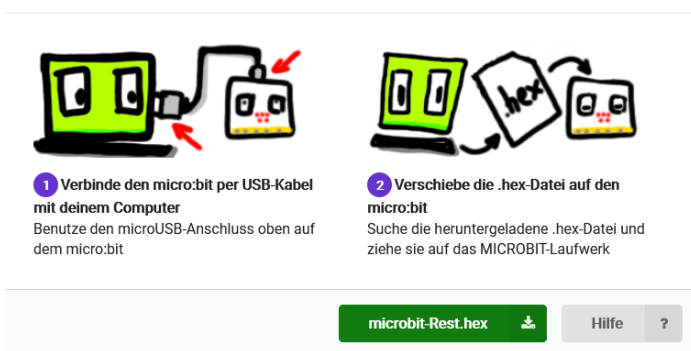 .hex
1 Verbinde den micro:bit per USB-Kabel
mit deinem Computer
Benutze den microUSB-Anschluss oben auf
dem micro:bit
2 Verschiebe die .hex-Datei auf den
micro:bit
Suche die heruntergeladene .hex-Datei und
ziehe sie auf das MICROBIT-Laufwerk
microbit-Rest.hex
Hilfe ?